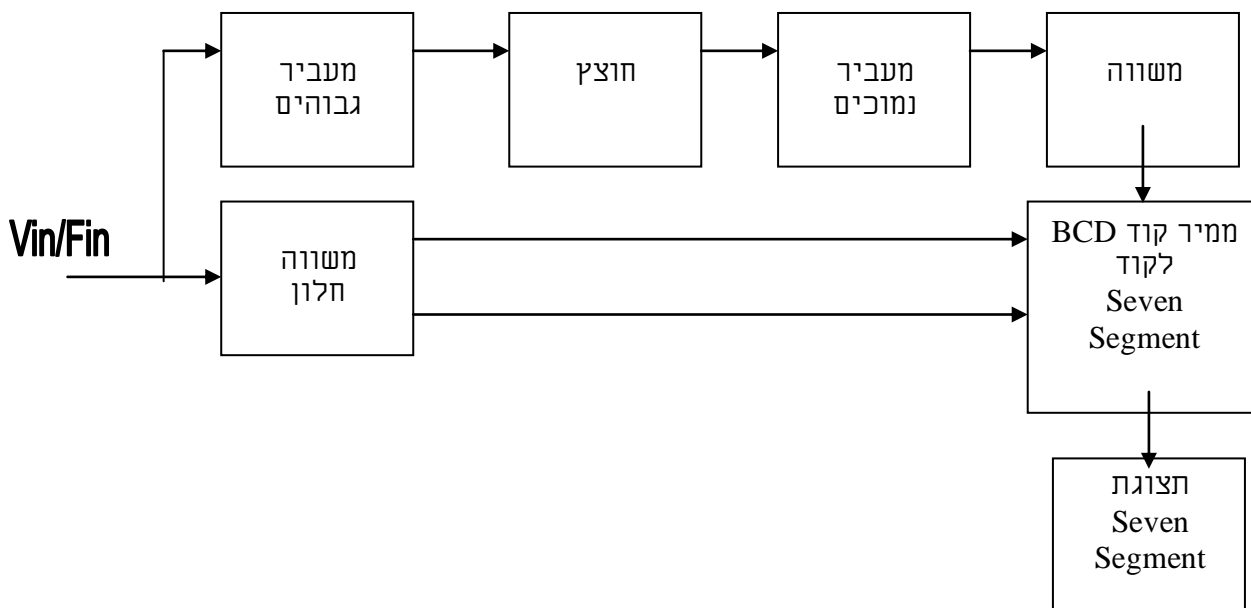 מעביר
גבוהים
חוצץ
מעביר
נמוכים
משווה
Vin/Fin
משווה
חלון
ממיר קוד BCD
לקוד
Seven
Segment
תצוגת
Seven
Segment